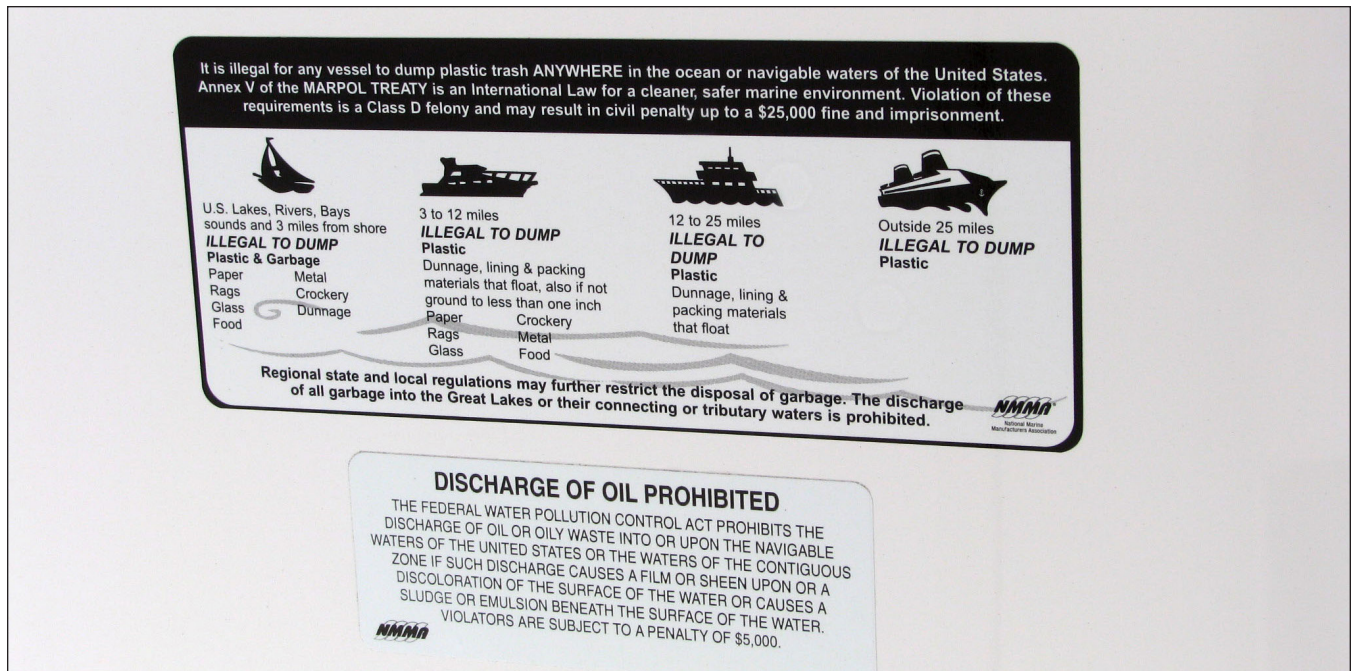 It is illegal for any vessel to dump plastic trash ANYWHERE in the ocean or navigable waters of the United States.
Annex V of the MARPOL TREATY is an International Law for a cleaner, safer marine environment. Violation of these
requirements is a Class D felony and may result in civil penalty up to a $25,000 fine and imprisonment.
U.S. Lakes, Rivers, Bays
sounds and 3 miles from shore
ILLEGAL TO DUMP
Plastic & Garbage
Paper Metal
Rags Crockery
Glass Dunnage
Food
3 to 12 miles
ILLEGAL TO DUMP
Plastic
Dunnage, lining & packing
materials that float, also if not
ground to less than one inch
Paper Crockery
Rags Metal
Glass Food
12 to 25 miles
ILLEGAL TO
DUMP
Plastic
Dunnage, lining &
packing materials
that float
Outside 25 miles
ILLEGAL TO DUMP
Plastic
Regional state and local regulations may further restrict the disposal of garbage. The discharge
of all garbage into the Great Lakes or their connecting or tributary waters is prohibited.
NMMA
National Marine
Manufacturers Association
DISCHARGE OF OIL PROHIBITED
THE FEDERAL WATER POLLUTION CONTROL ACT PROHIBITS THE
DISCHARGE OF OIL OR OILY WASTE INTO OR UPON THE NAVIGABLE
WATERS OF THE UNITED STATES OR THE WATERS OF THE CONTIGUOUS
ZONE IF SUCH DISCHARGE CAUSES A FILM OR SHEEN UPON OR A
DISCOLORATION OF THE SURFACE OF THE WATER OR CAUSES A
SLUDGE OR EMULSION BENEATH THE SURFACE OF THE WATER.
VIOLATORS ARE SUBJECT TO A PENALTY OF $5,000.
NMMA